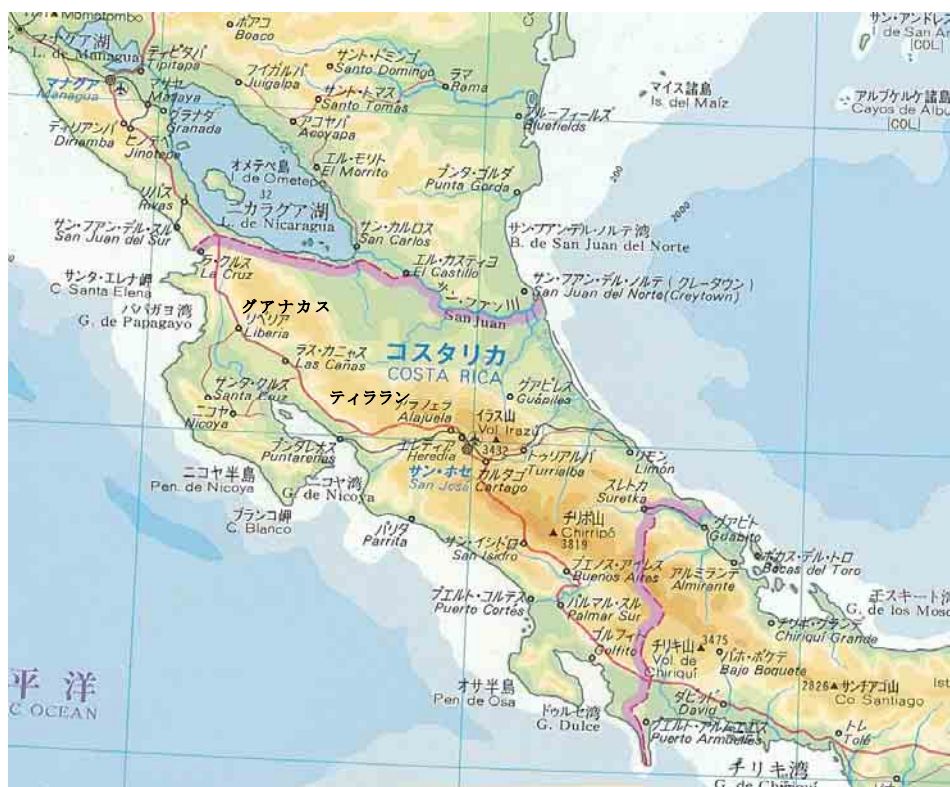 Momotombo
ボアコ
Boaco
サン・アンドレー
I. de San An
[COL]
マナグア湖
L. de Managua
ティピタパ
Tipitapa
サント・ドミンゴ
Santo Domingo
フイガルパ
Juigalpa
ラマ
Rama
マナグア
Managua
マサヤ
Masaya
サント・トマス
Santo Tomás
マイス諸島
Is. del Maíz
アルブケルケ諸島
Cayos de Albu
[COL]
グラナダ
Granada
ブルーフィールズ
Bluefields
アコヤパ
Acoyapa
ディリアンバ
Diriamba
ヒノテペ
Jinotepe
オメテペ島
I. de Ometepe
エル・モリト
El Morrito
200
2000
プンタ・ゴルダ
Punta Gorda
32
リバス
Rivas
ニカラグア湖
L. de Nicaragua
サン・フアン・デル・スル
San Juan del Sur
サン・カルロス
San Carlos
サン・フアン・デル・ノルテ湾
B. de San Juan del Norte
ラ・クルス
La Cruz
エル・カスティヨ
El Castillo
サンタ・エレナ岬
C. Santa Elena
サン・フアン川
San Juan
サン・フアン・デル・ノルテ(クレータウン)
San Juan del Norte(Creytown)
グアナカス
パパガヨ湾
G. de Papagayo
リベリア
Liberia
コスタリカ
COSTA RICA
ラス・カニャス
Las Cañas
サンタ・クルス
Santa Cruz
ティララン
グアピレス
Guápiles
ニコヤ
Nicoya
アラフエラ
Alajuela
イラス山
Vol. Irazú
3432
プンタレナス
Puntarenas
エレディア
Heredia
トゥリアルバ
Turrialba
リモン
Limón
ニコヤ半島
Pen. de Nicoya
ニコヤ湾
G. de Nicoya
サン・ホセ
San José
カルタゴ
Cartago
スレトカ
Suretka
ブランコ岬
C. Blanco
パリタ
Parrita
チリポ山
Chirripó
3819
グアビト
Guabito
サン・イシドロ
San Isidro
ボカス・デル・トロ
Bocas del Toro
ブエノス・アイレス
Buenos Aires
アルミランテ
Almirante
プエルト・コルテス
Puerto Cortés
パルマル・スル
Palmar Sur
モスキート湾
G. de los Mosq
チリキ・グランデ
Chiriquí Grande
ゴルフィト
Golfito
チリキ山
Vol. de
Chiriquí
3475
バホ・ボケテ
Bajo Boquete
平 洋
C OCEAN
オサ半島
Pen. de Osa
2826
サンチアゴ山
Co Santiago
Ist
ドゥルセ湾
G. Dulce
ダビッド
David
プエルト・アルムエエス
Puerto Armuelles
トレ
Tolé
チリキ湾
G. de Chiriquí